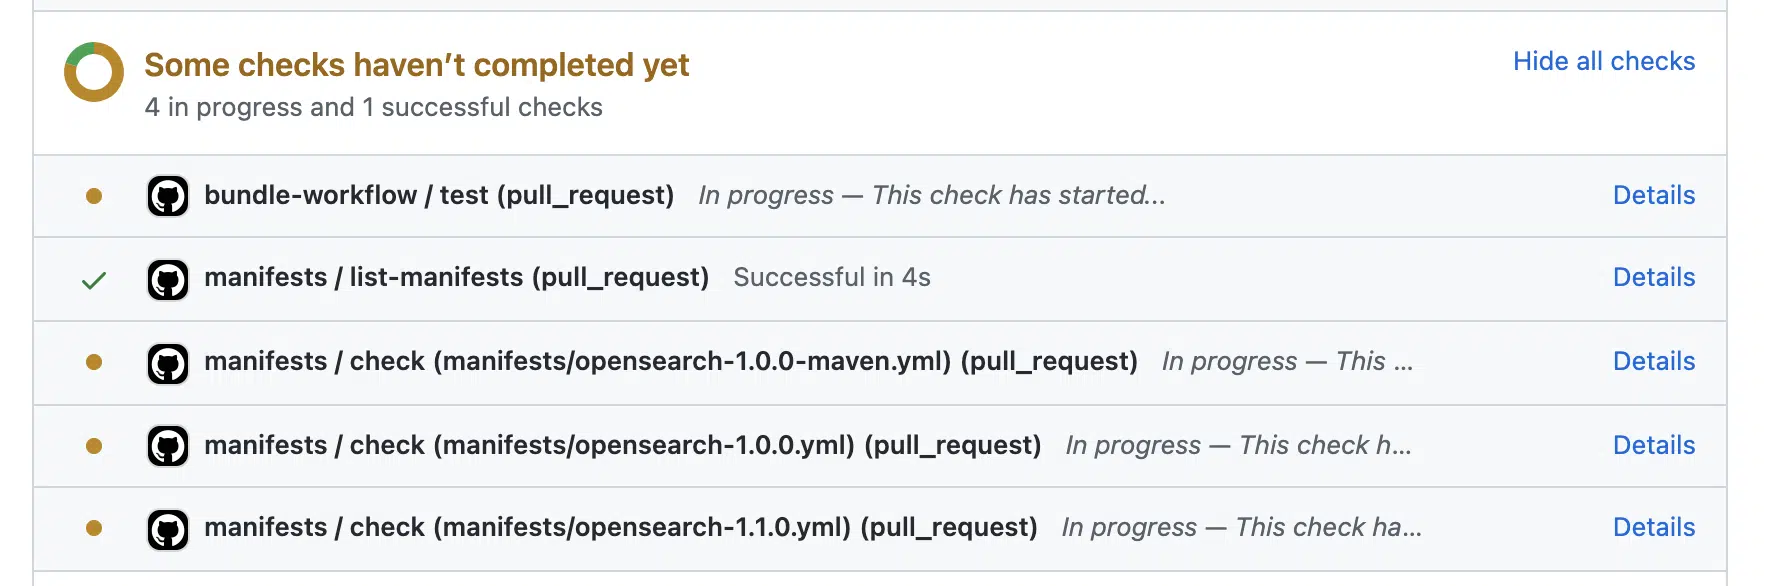 Some checks haven’t completed yet
Hide all checks
4 in progress and 1 successful checks
bundle-workflow / test (pull_request) In progress — This check has started... Details
manifests / list-manifests (pull_request) Successful in 4s Details
manifests / check (manifests/opensearch-1.0.0-maven.yml) (pull_request) In progress — This ... Details
manifests / check (manifests/opensearch-1.0.0.yml) (pull_request) In progress — This check h... Details
manifests / check (manifests/opensearch-1.1.0.yml) (pull_request) In progress — This check ha... Details